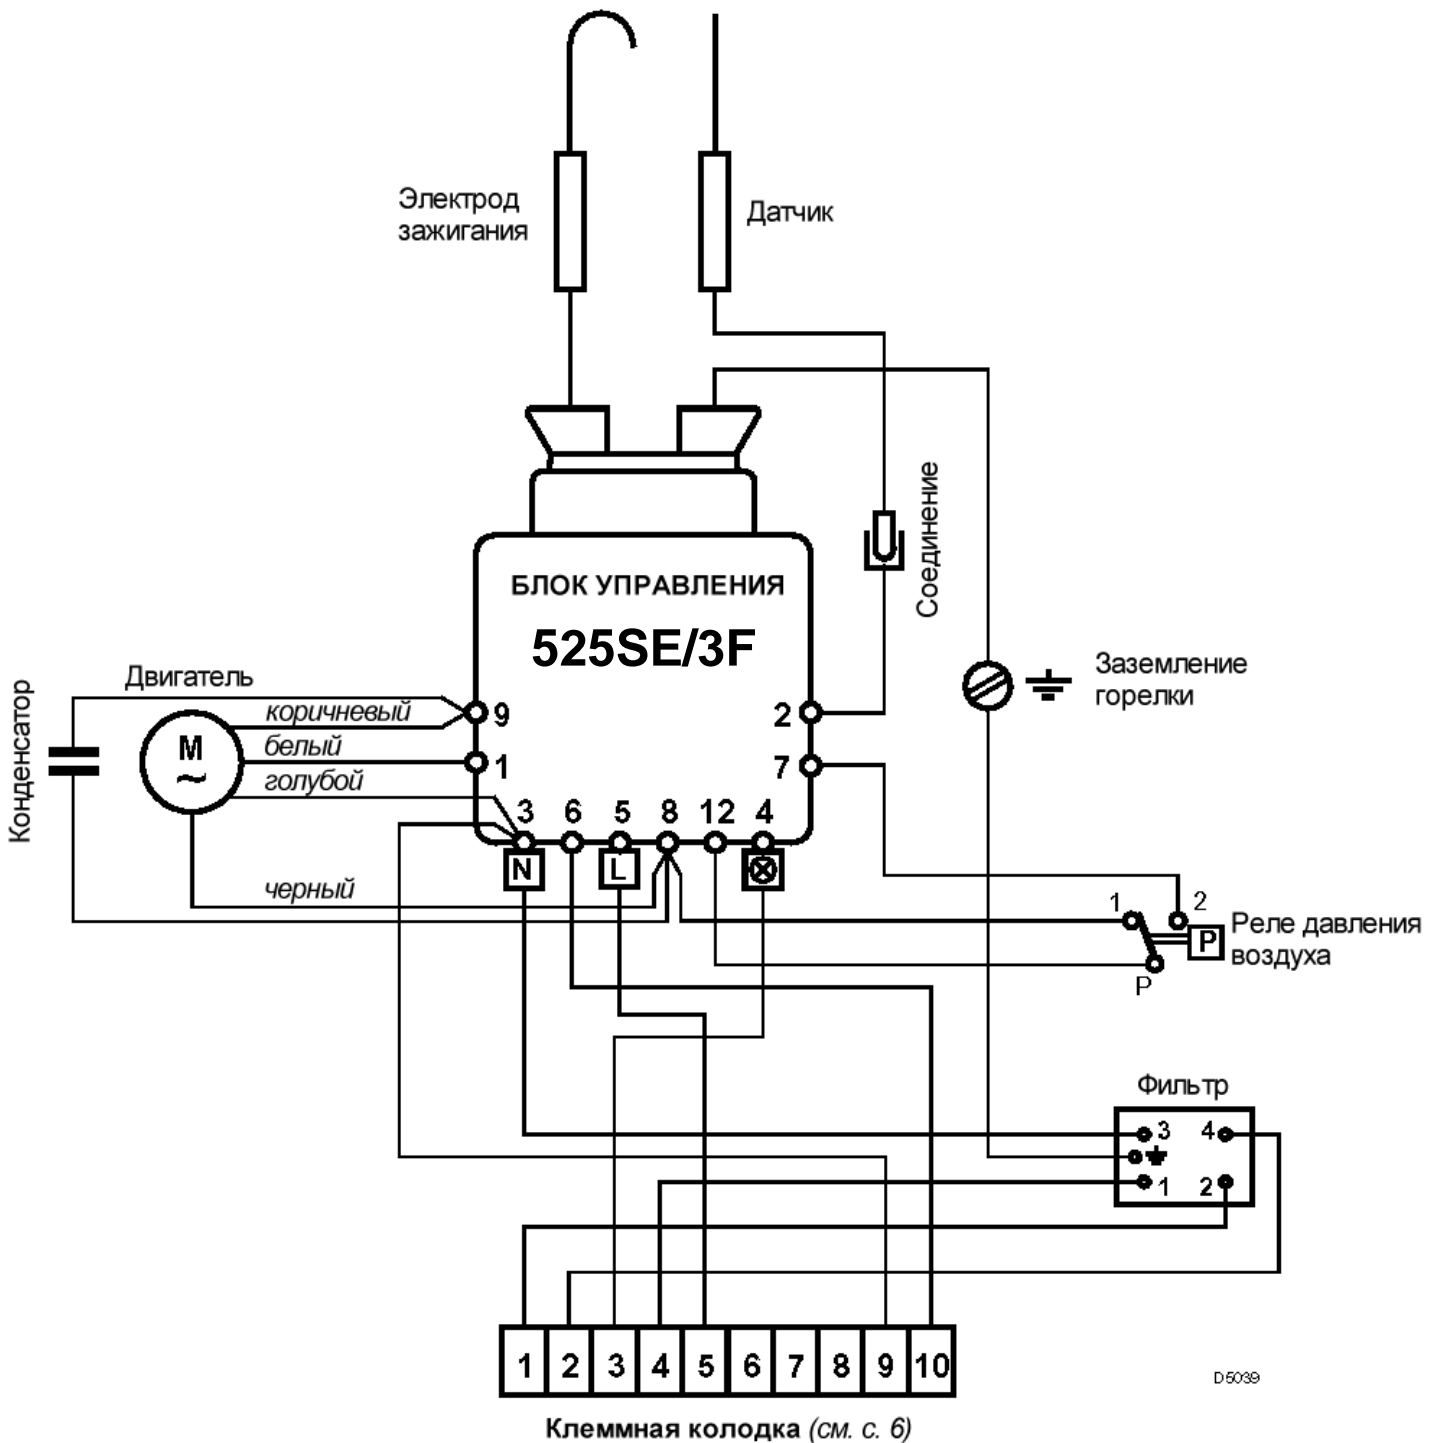 Электрод
зажигания
Датчик
Соединение
БЛОК УПРАВЛЕНИЯ
525SE/3F
Заземление
горелки
Двигатель
Конденсатор
M
~
коричневый
белый
голубой
черный
9
1
2
7
3 6 5 8 12 4
N
L
1
2
P
P
Реле давления
воздуха
Фильтр
3 4
1 2
1 2 3 4 5 6 7 8 9 10
D5039
Клеммная колодка (см. с. 6)